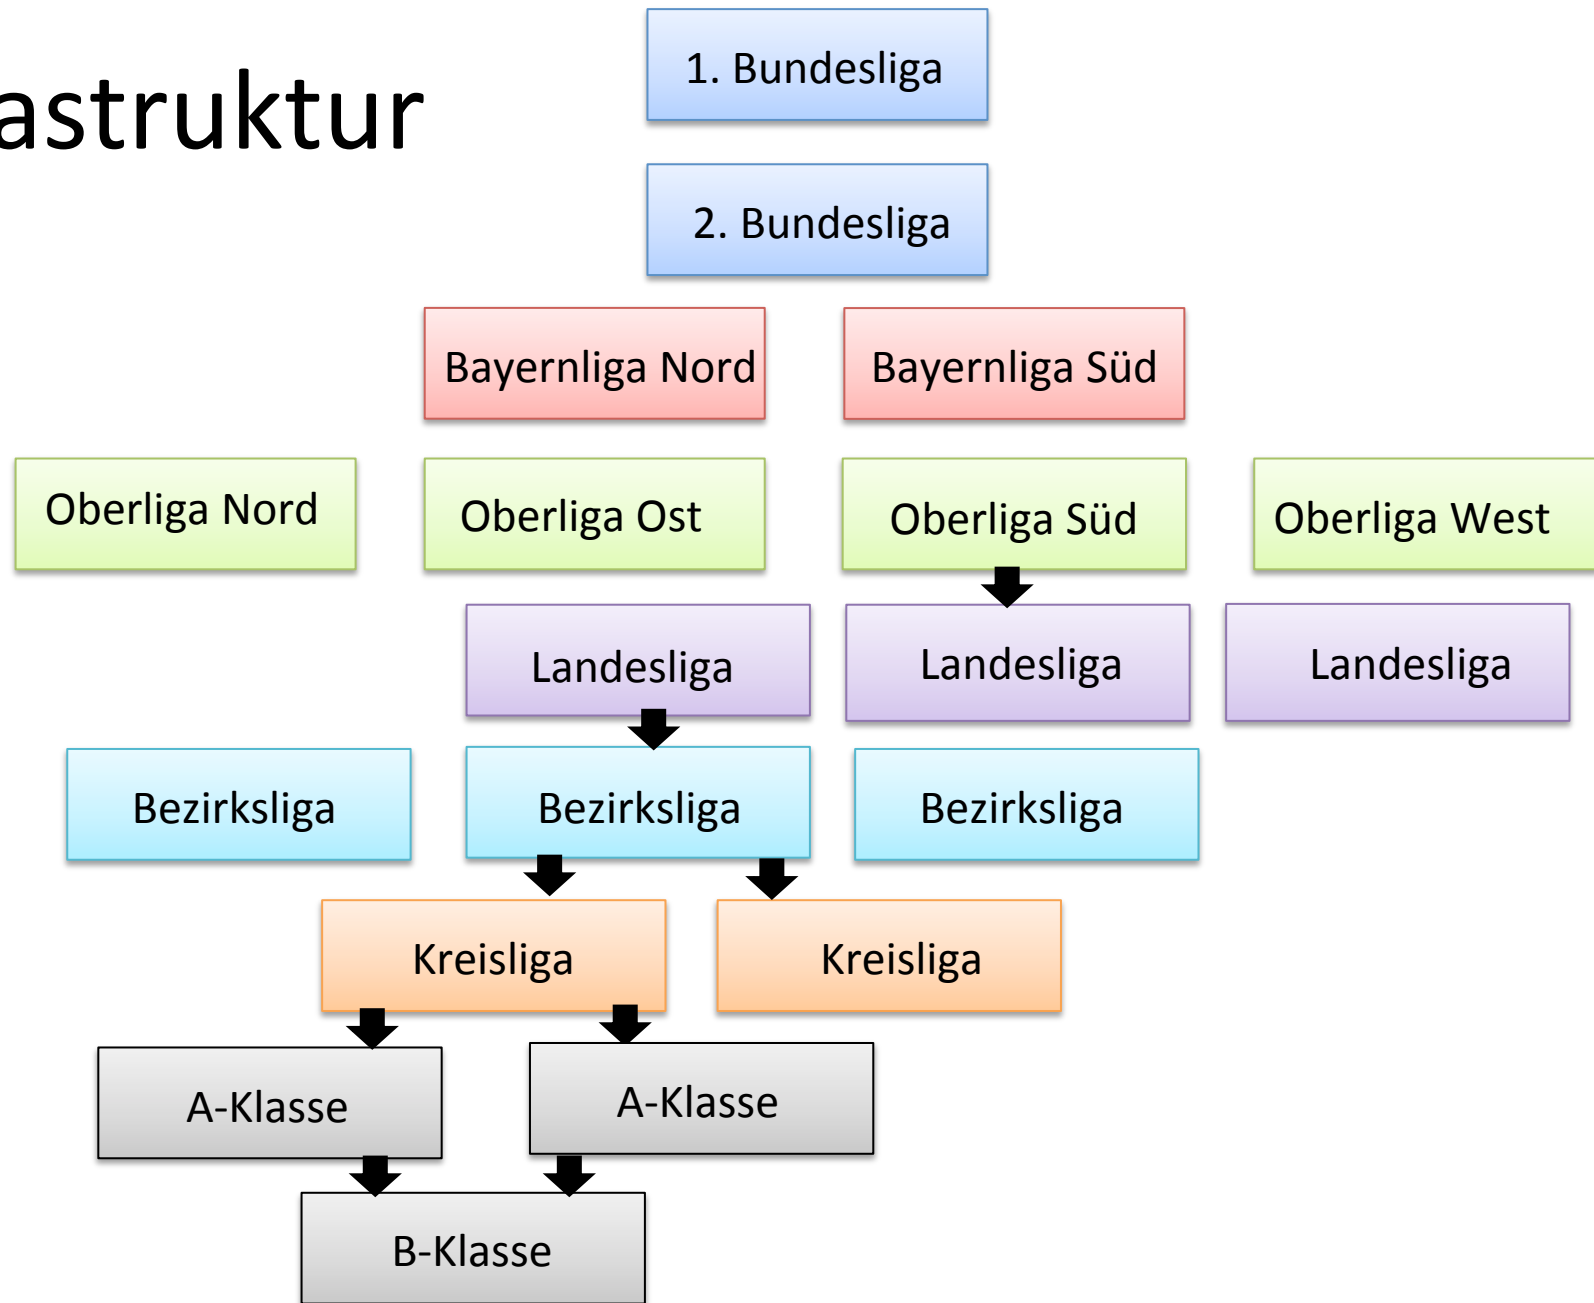 astruktur
1. Bundesliga
2. Bundesliga
Bayernliga Nord
Bayernliga Süd
Oberliga Nord
Oberliga Ost
Oberliga Süd
Oberliga West
Landesliga
Landesliga
Landesliga
Bezirksliga
Bezirksliga
Bezirksliga
Kreisliga
Kreisliga
A-Klasse
A-Klasse
B-Klasse